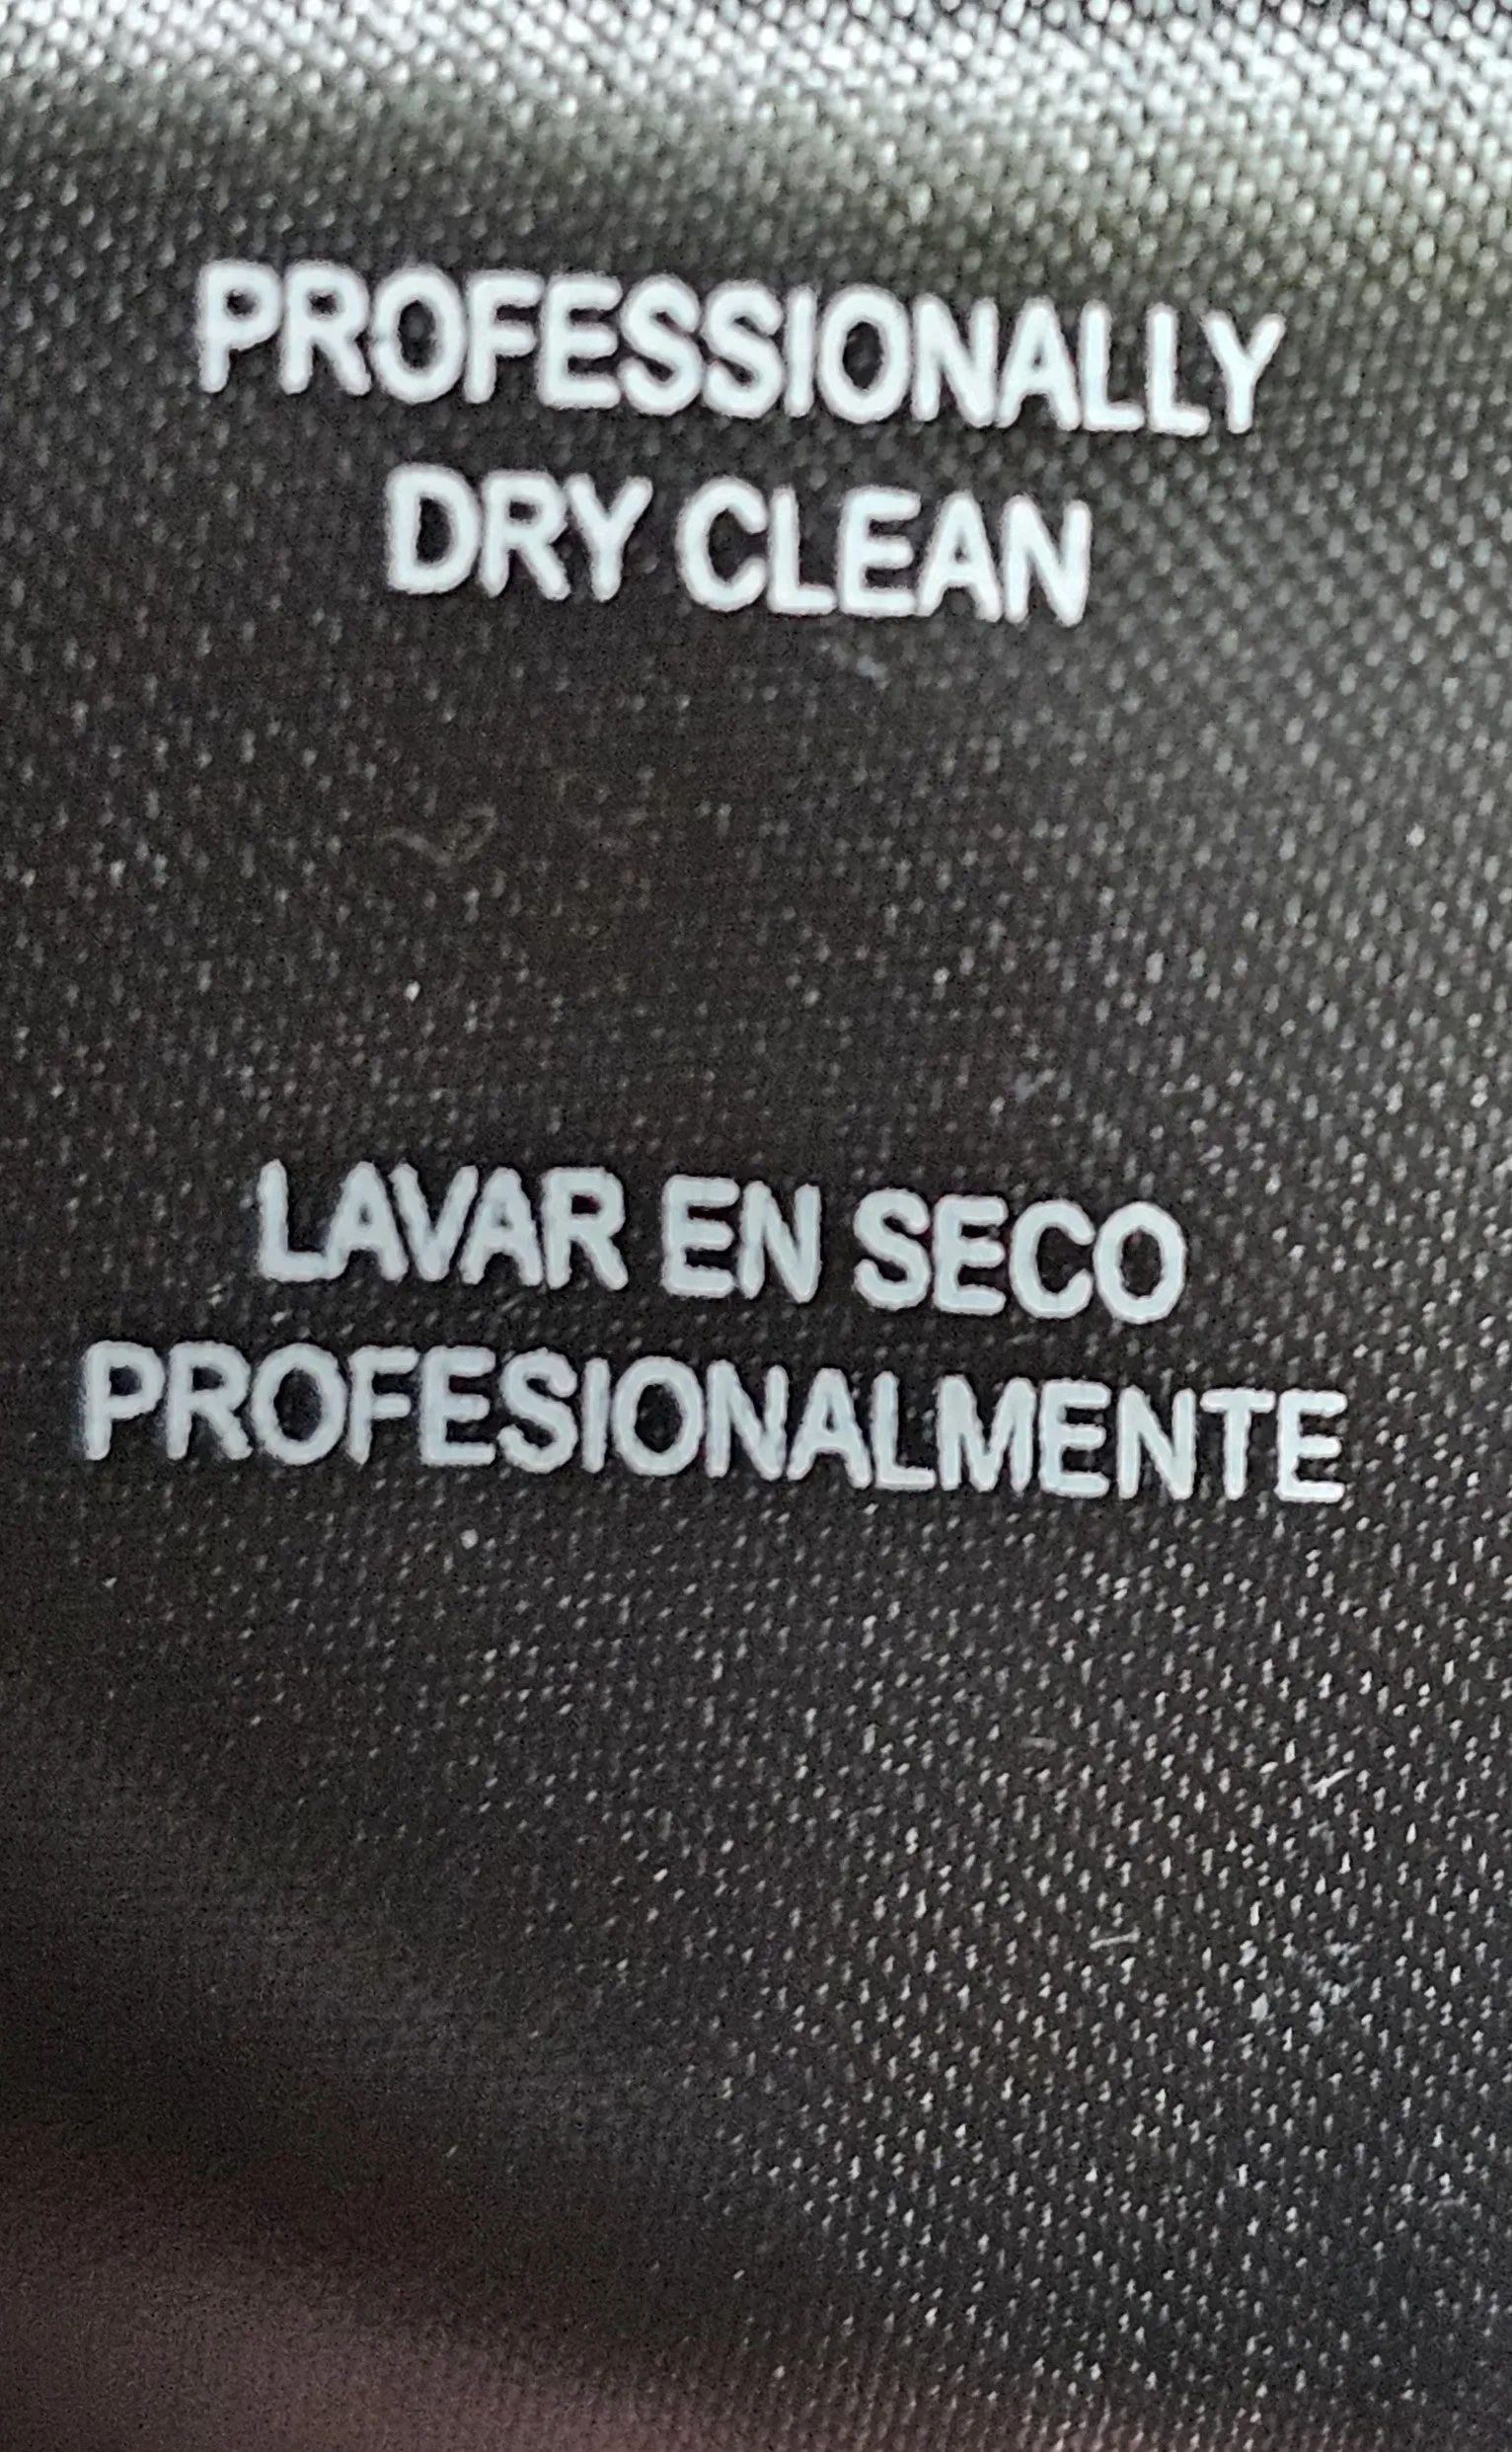 PROFESSIONALLY
DRY CLEAN
LAVAR EN SECO
PROFESIONALMENTE